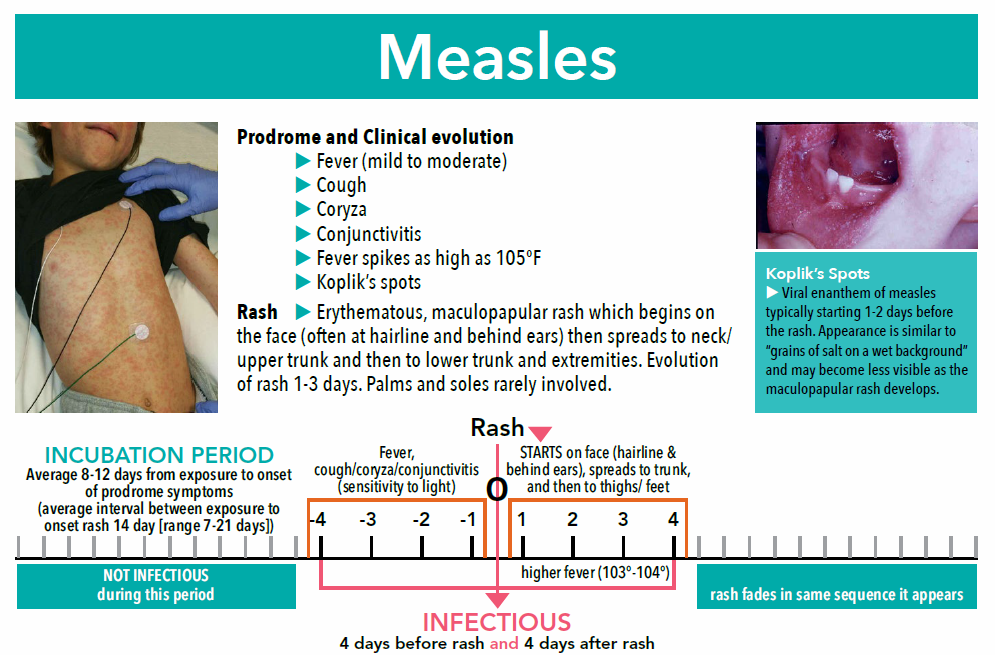 Measles
Prodrome and Clinical evolution
▶ Fever (mild to moderate)
▶ Cough
▶ Coryza
▶ Conjunctivitis
▶ Fever spikes as high as 105ºF
▶ Koplik's spots
Rash ▶ Erythematous, maculopapular rash which begins on
the face (often at hairline and behind ears) then spreads to neck/
upper trunk and then to lower trunk and extremities. Evolution
of rash 1-3 days. Palms and soles rarely involved.
Koplik's Spots
▶ Viral enanthem of measles
typically starting 1-2 days before
the rash. Appearance is similar to
“grains of salt on a wet background”
and may become less visible as the
maculopapular rash develops.
Rash
INCUBATION PERIOD
Average 8-12 days from exposure to onset
of prodrome symptoms
(average interval between exposure to
onset rash 14 day [range 7-21 days])
Fever,
cough/coryza/conjunctivitis
(sensitivity to light)
STARTS on face (hairline &
behind ears), spreads to trunk,
and then to thighs/ feet
0
-4 -3 -2 -1 1 2 3 4
NOT INFECTIOUS
during this period
higher fever (103º-104º)
rash fades in same sequence it appears
INFECTIOUS
4 days before rash and 4 days after rash